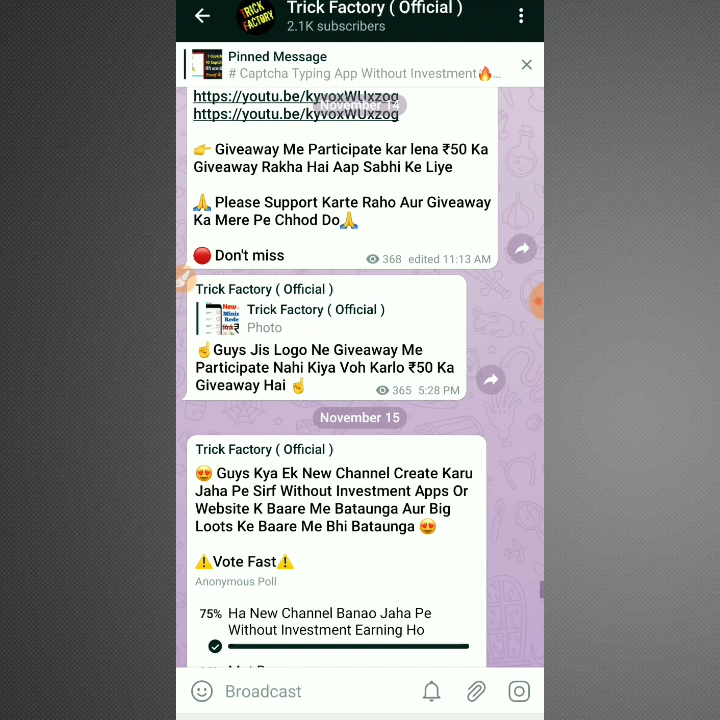 Trick Factory ( Official )
2.1K subscribers
Pinned Message
# Captcha Typing App Without Investment🔥...
https://youtu.be/kyvoxWUxzog
November 14
https://youtu.be/kyvoxWUxzog
👉 Giveaway Me Participate kar lena ₹50 Ka
Giveaway Rakha Hai Aap Sabhi Ke Liye
🙏 Please Support Karte Raho Aur Giveaway
Ka Mere Pe Chhod Do🙏
🔴 Don't miss
368 edited 11:13 AM
Trick Factory ( Official )
Trick Factory ( Official )
Photo
☝Guys Jis Logo Ne Giveaway Me
Participate Nahi Kiya Voh Karlo ₹50 Ka
Giveaway Hai ☝
365 5:28 PM
November 15
Trick Factory ( Official )
😍 Guys Kya Ek New Channel Create Karu
Jaha Pe Sirf Without Investment Apps Or
Website K Baare Me Bataunga Aur Big
Loots Ke Baare Me Bhi Bataunga 😍
⚠Vote Fast⚠
Anonymous Poll
75% Ha New Channel Banao Jaha Pe
Without Investment Earning Ho
Broadcast